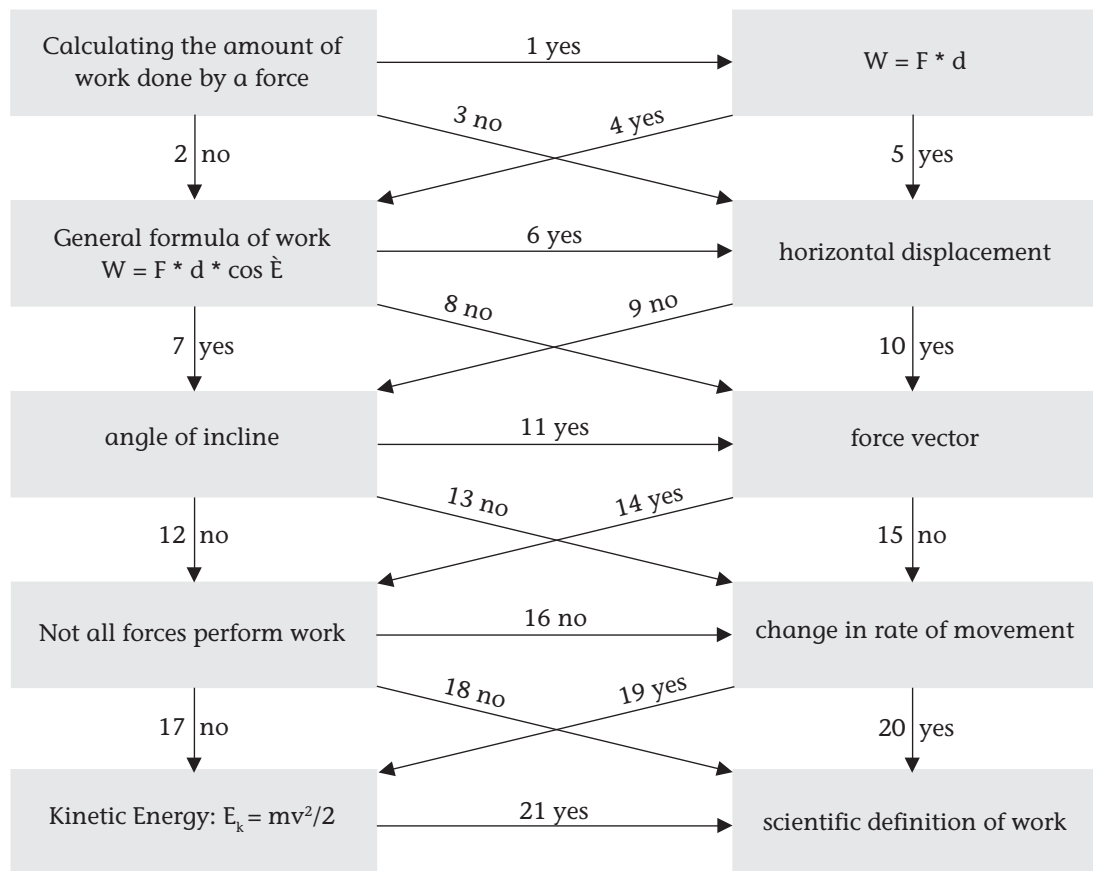 Calculating the amount of
work done by a force
1 yes
W = F * d
3 no
4 yes
2 no
5 yes
General formula of work
W = F * d * cos È
6 yes
horizontal displacement
8 no
9 no
7 yes
10 yes
angle of incline
11 yes
force vector
13 no
14 yes
12 no
15 no
Not all forces perform work
16 no
change in rate of movement
18 no
19 yes
17 no
20 yes
Kinetic Energy: Eₖ = mv²/2
21 yes
scientific definition of work